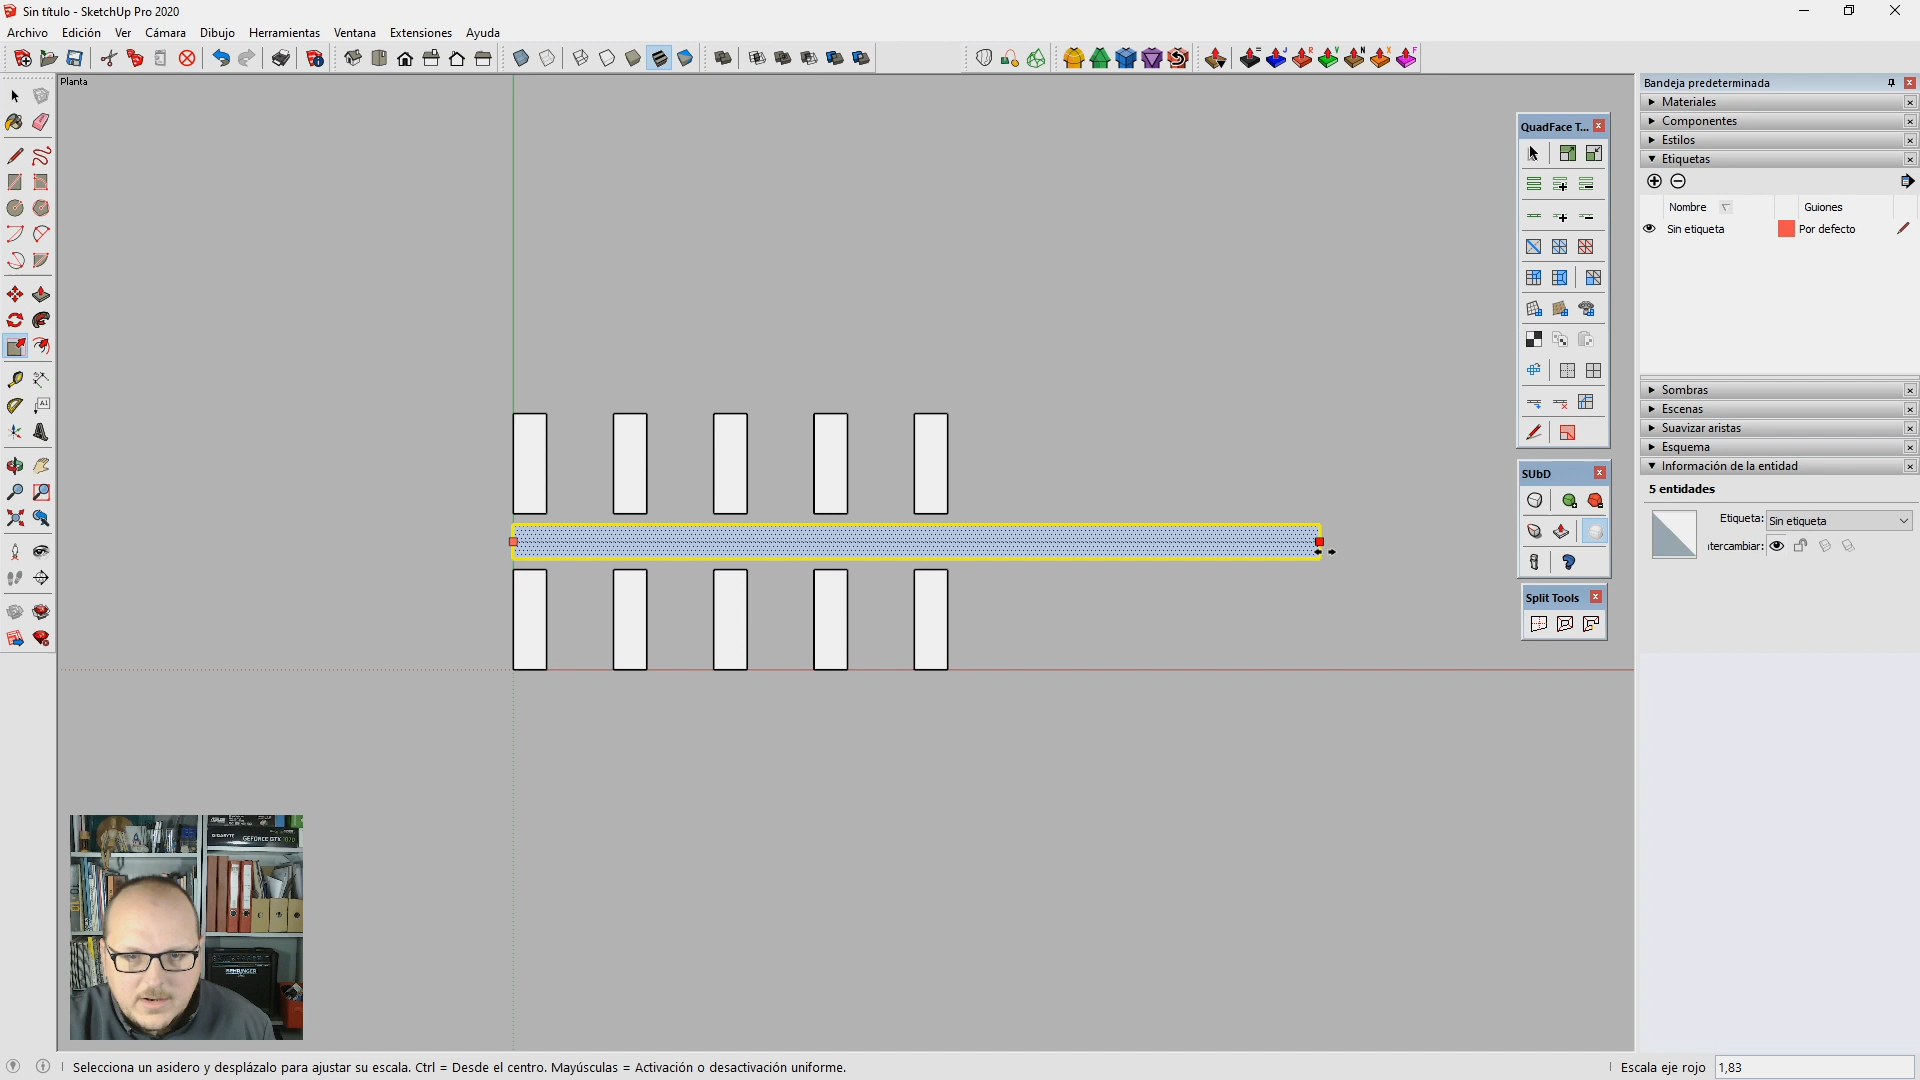 Sin título - SketchUp Pro 2020
Archivo Edición Ver Cámara Dibujo Herramientas Ventana Extensiones Ayuda
Planta
Bandeja predeterminada
Materiales
Componentes
Estilos
Etiquetas
Nombre Guiones
Sin etiqueta Por defecto
Sombras
Escenas
Suavizar aristas
Esquema
Información de la entidad
5 entidades
Etiqueta: Sin etiqueta
ntercambiar:
QuadFace T...
SUbD
Split Tools
GEFORCE GTX
BEHRINGER
Selecciona un asidero y desplázalo para ajustar su escala. Ctrl = Desde el centro. Mayúsculas = Activación o desactivación uniforme.
Escala eje rojo 1,83